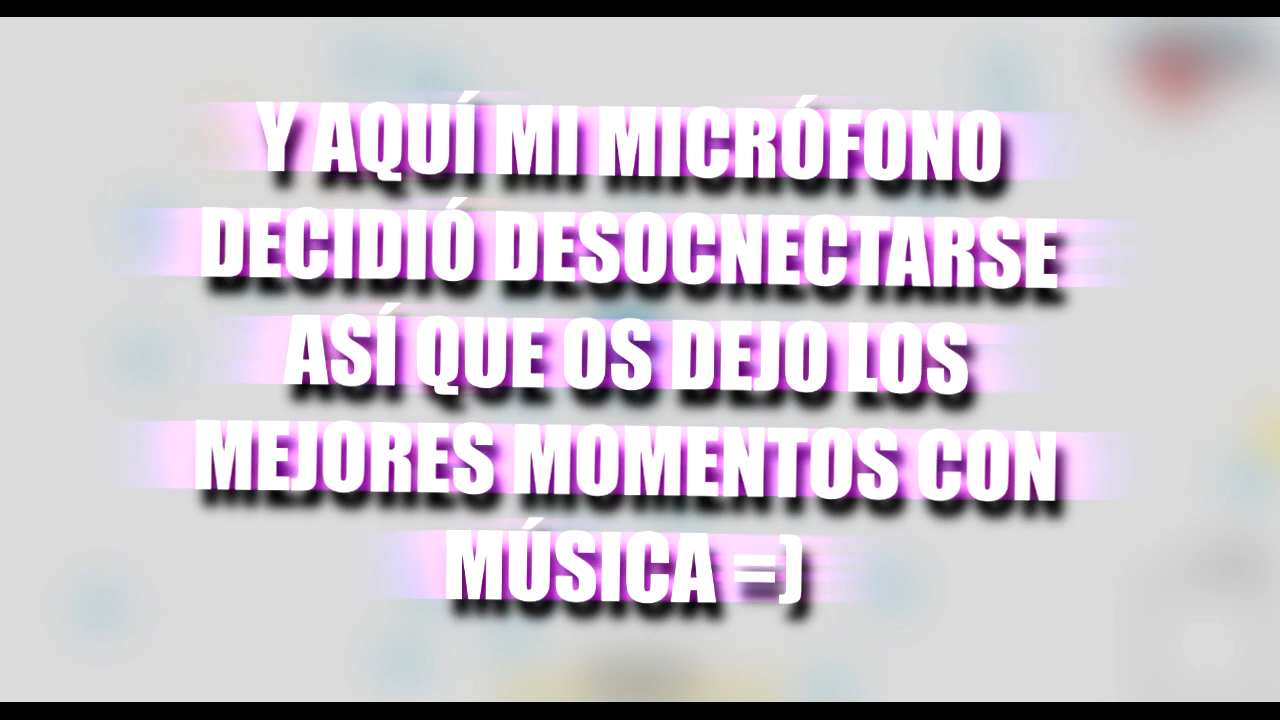 Y AQUÍ MI MICRÓFONO
DECIDIÓ DESOCNECTARSE
ASÍ QUE OS DEJO LOS
MEJORES MOMENTOS CON
MÚSICA =)